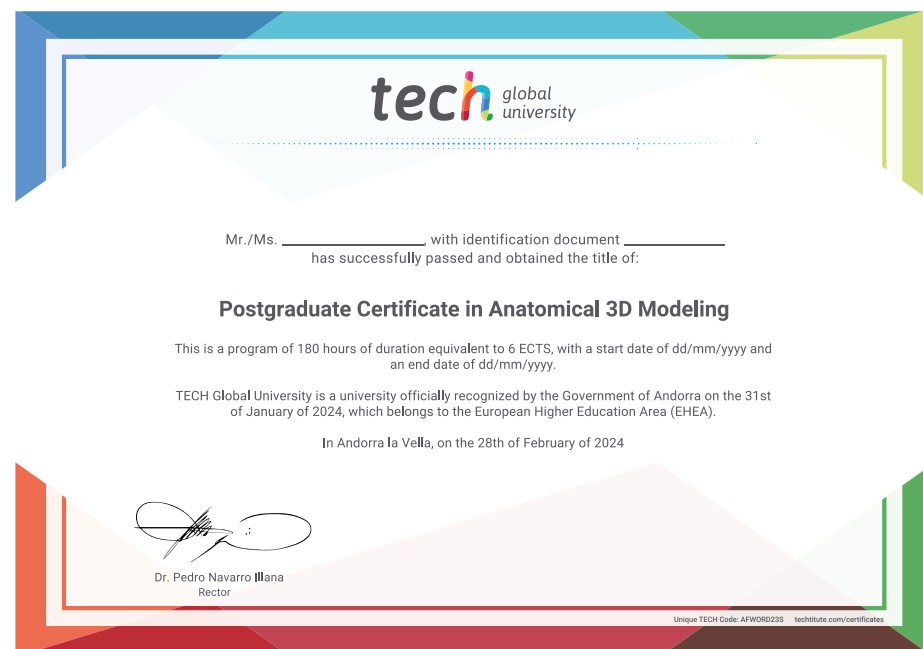 tech global university
Mr./Ms. ____________, with identification document ____________
has successfully passed and obtained the title of:
Postgraduate Certificate in Anatomical 3D Modeling
This is a program of 180 hours of duration equivalent to 6 ECTS, with a start date of dd/mm/yyyy and
an end date of dd/mm/yyyy.
TECH Global University is a university officially recognized by the Government of Andorra on the 31st
of January of 2024, which belongs to the European Higher Education Area (EHEA).
In Andorra la Vella, on the 28th of February of 2024
Dr. Pedro Navarro Illana
Rector
Unique TECH Code: AFWORD23S techtitute.com/certificates